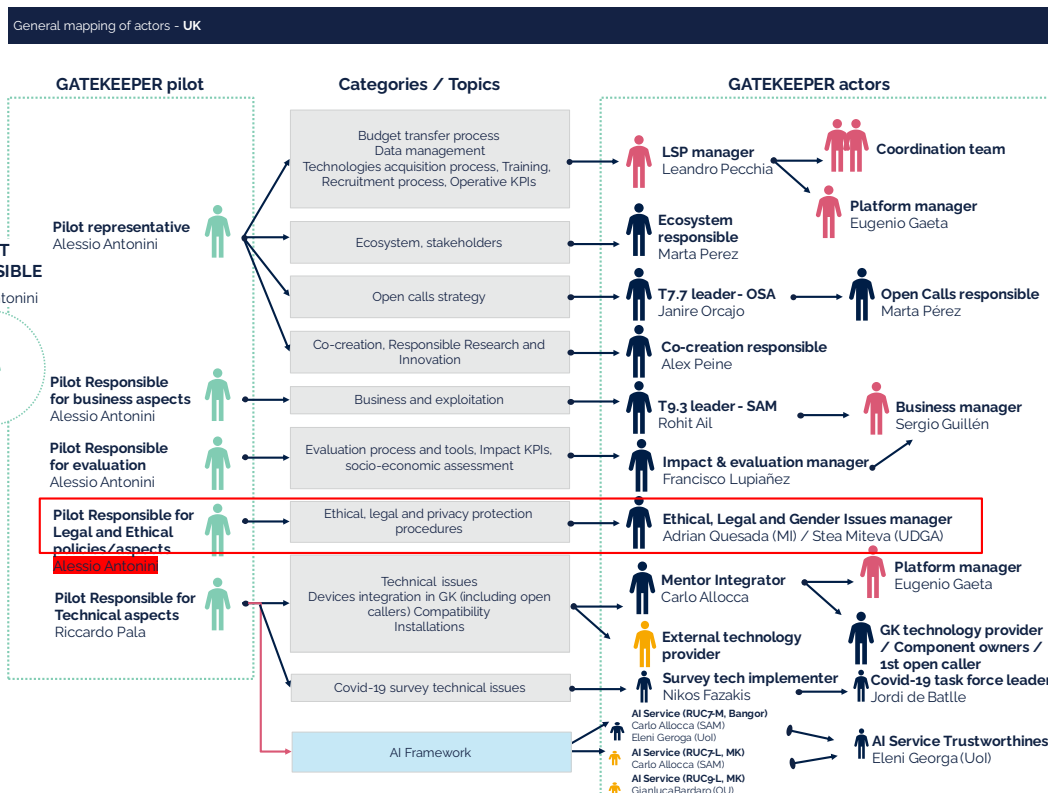 General mapping of actors - UK
GATEKEEPER pilot
Categories / Topics
GATEKEEPER actors
Budget transfer process
Data management
Technologies acquisition process, Training,
Recruitment process, Operative KPIs
LSP manager
Leandro Pecchia
Coordination team
Platform manager
Eugenio Gaeta
Pilot representative
Alessio Antonini
Ecosystem, stakeholders
Ecosystem
responsible
Marta Perez
Open calls strategy
T7.7 leader - OSA
Janire Orcajo
Open Calls responsible
Marta Pérez
Co-creation, Responsible Research and
Innovation
Co-creation responsible
Alex Peine
Pilot Responsible
for business aspects
Alessio Antonini
Business and exploitation
T9.3 leader - SAM
Rohit Ail
Business manager
Sergio Guillén
Pilot Responsible
for evaluation
Alessio Antonini
Evaluation process and tools, Impact KPIs,
socio-economic assessment
Impact & evaluation manager
Francisco Lupiañez
Pilot Responsible for
Legal and Ethical
policies/aspects
Alessio Antonini
Ethical, legal and privacy protection
procedures
Ethical, Legal and Gender Issues manager
Adrian Quesada (MI) / Stea Miteva (UDGA)
Pilot Responsible for
Technical aspects
Riccardo Pala
Technical issues
Devices integration in GK (including open
callers) Compatibility
Installations
Mentor Integrator
Carlo Allocca
Platform manager
Eugenio Gaeta
External technology
provider
GK technology provider
/ Component owners /
1st open caller
Covid-19 survey technical issues
Survey tech implementer
Nikos Fazakis
Covid-19 task force leader
Jordi de Batlle
AI Framework
AI Service (RUC7-M, Bangor)
Carlo Allocca (SAM)
Eleni Geroga (UoI)
AI Service (RUC7-L, MK)
Carlo Allocca (SAM)
AI Service (RUC9-L, MK)
GianlucaBardaro (OU)
AI Service Trustworthines
Eleni Georga (UoI)
T
SIBLE
tonini